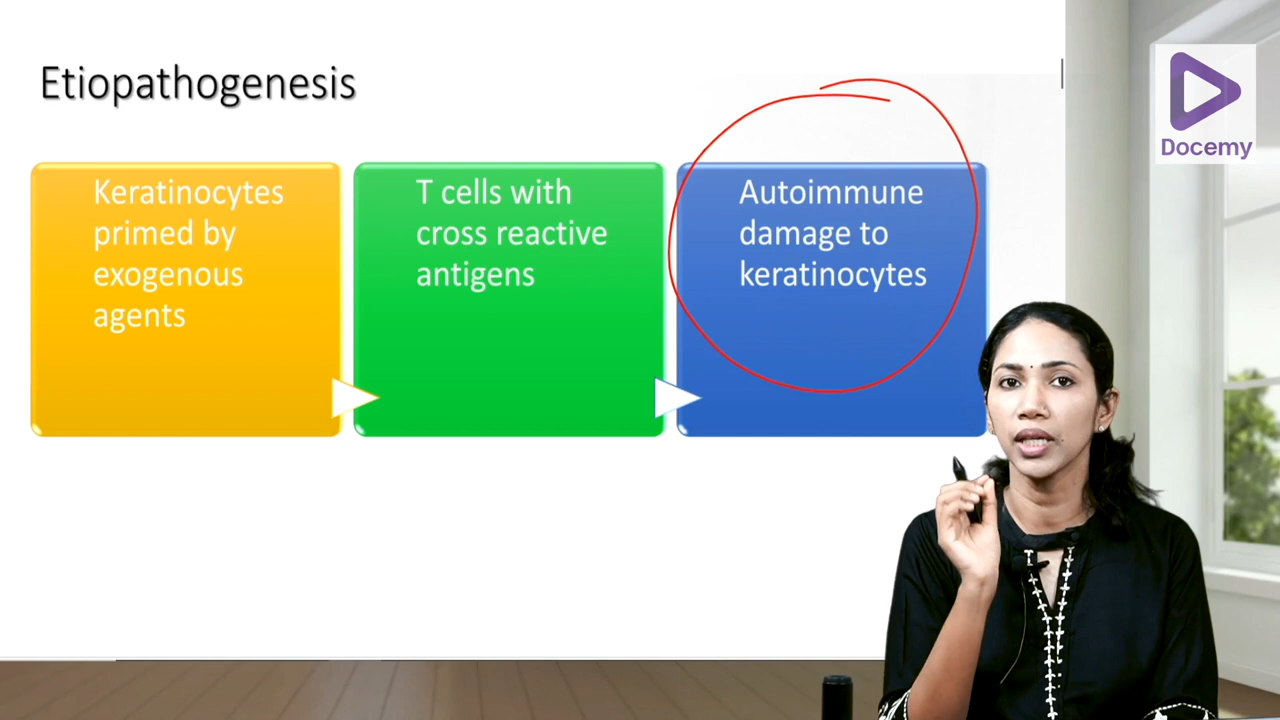 Etiopathogenesis
Keratinocytes
primed by
exogenous
agents
T cells with
cross reactive
antigens
Autoimmune
damage to
keratinocytes
Docemy